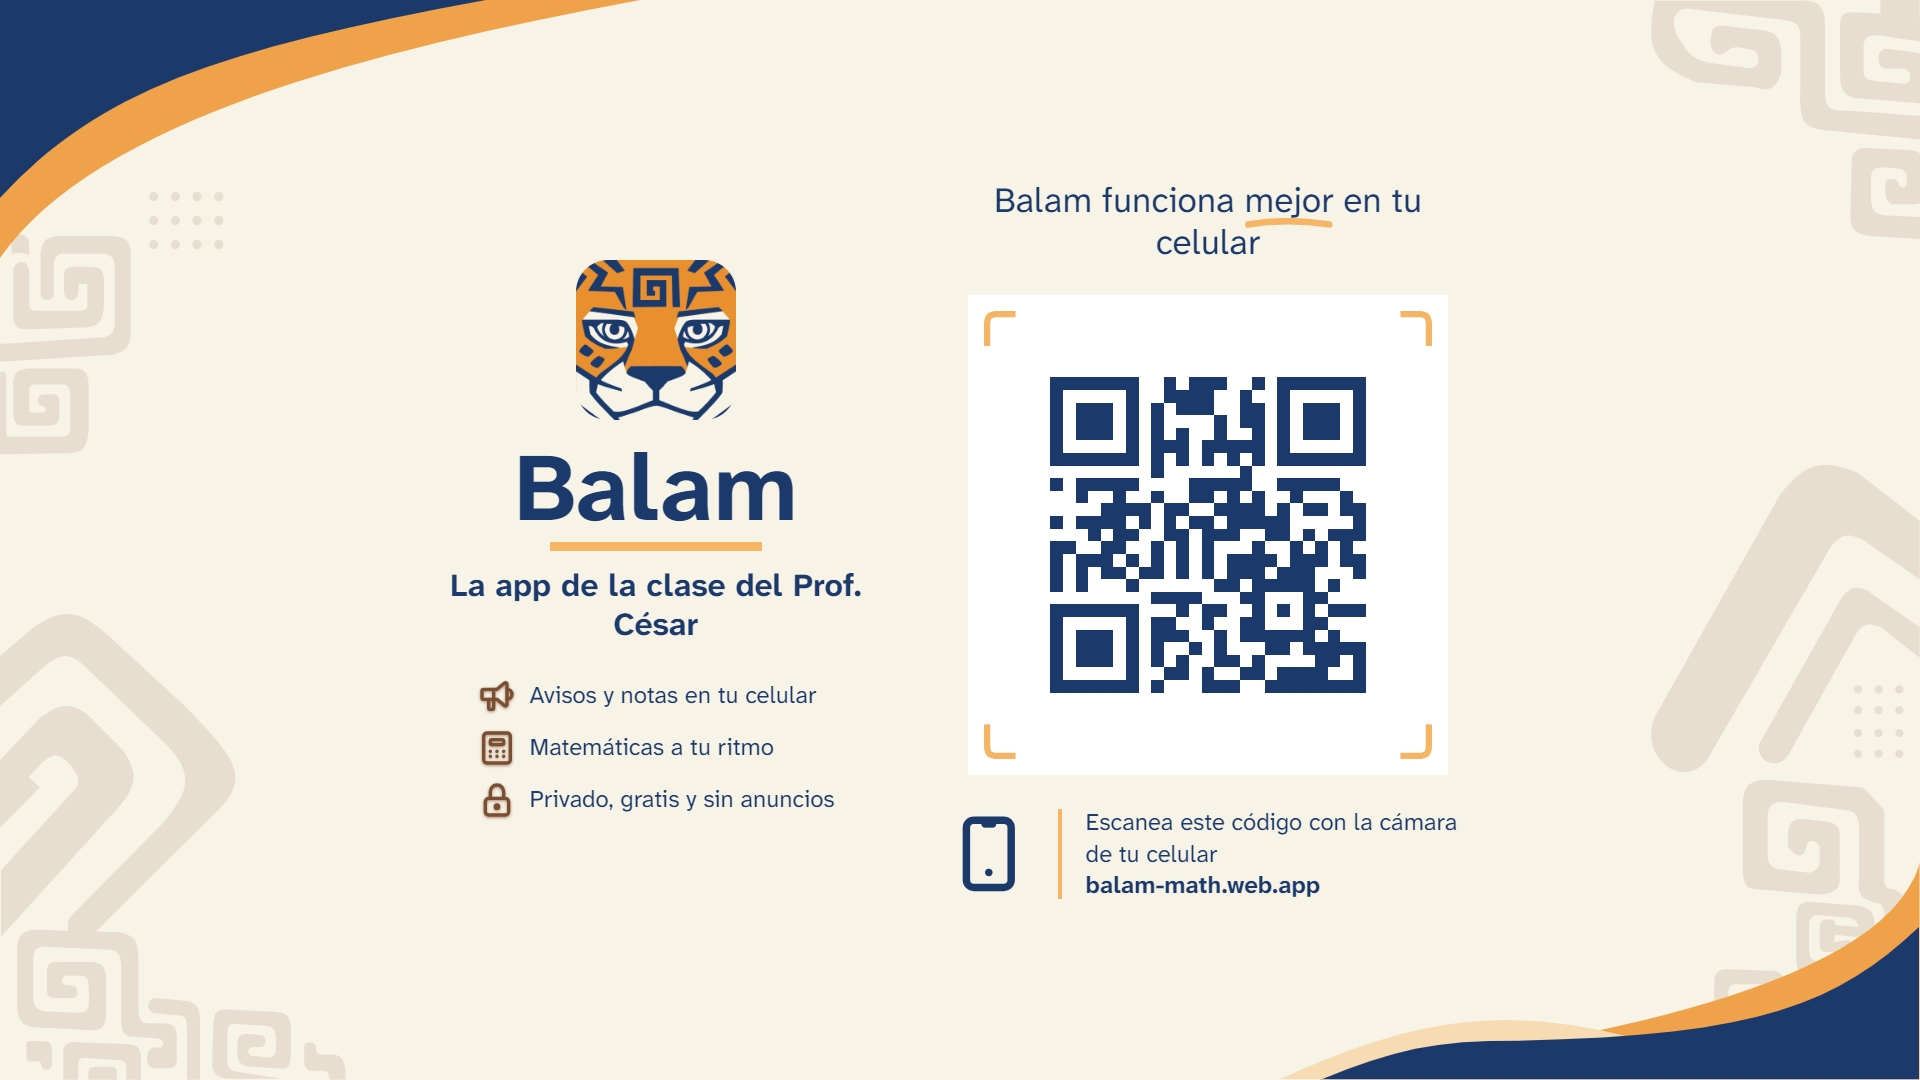 Balam
La app de la clase del Prof.
César
Avisos y notas en tu celular
Matemáticas a tu ritmo
Privado, gratis y sin anuncios
Balam funciona mejor en tu
celular
Escanea este código con la cámara
de tu celular
balam-math.web.app